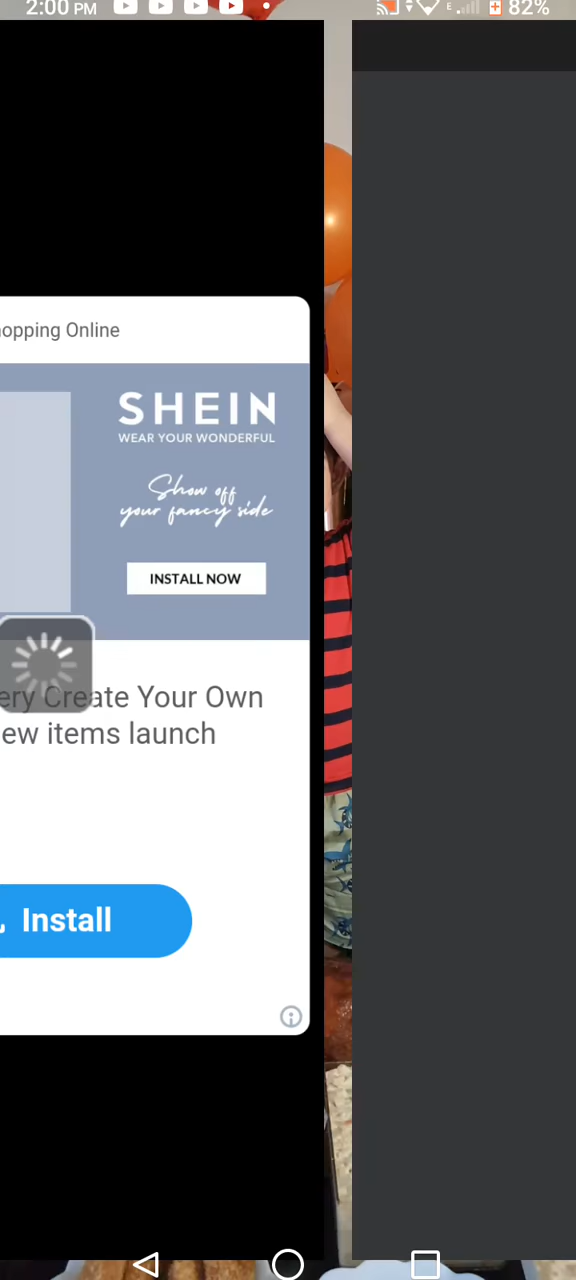 2:00 PM
E
82%
opping Online
SHEIN
WEAR YOUR WONDERFUL
Show off
your fancy side
INSTALL NOW
ery Create Your Own
ew items launch
Install